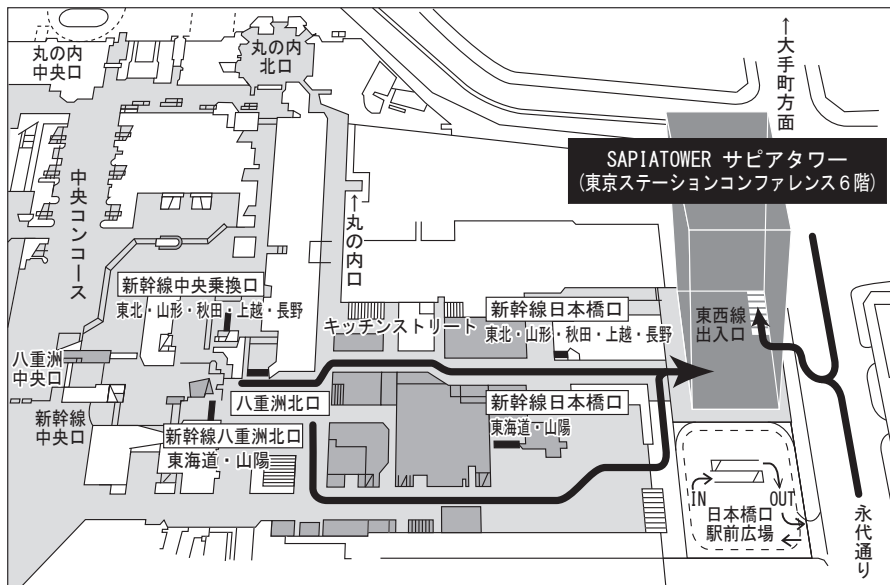 丸の内
中央口
丸の内
北口
↑大手町方面
SAPIATOWER サピアタワー
(東京ステーションコンファレンス6階)
中央コンコース
↑丸の内口
新幹線中央乗換口
東北・山形・秋田・上越・長野
キッチンストリート
新幹線日本橋口
東北・山形・秋田・上越・長野
東西線
出入口
八重洲
中央口
八重洲北口
新幹線
中央口
新幹線八重洲北口
東海道・山陽
新幹線日本橋口
東海道・山陽
IN
OUT
日本橋口
駅前広場
永代通り